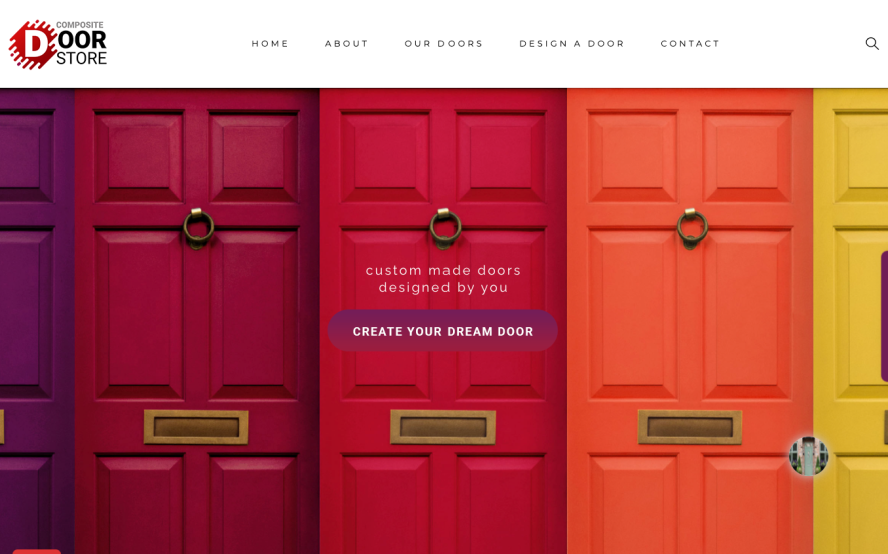 COMPOSITE
DOOR
STORE
HOME
ABOUT
OUR DOORS
DESIGN A DOOR
CONTACT
custom made doors
designed by you
CREATE YOUR DREAM DOOR